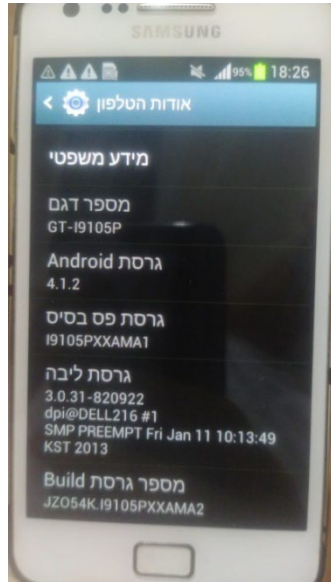 SAMSUNG
95% 18:26
אודות הטלפון
מידע משפטי
מספר דגם
GT-I9105P
גרסת Android
4.1.2
גרסת פס בסיס
I9105PXXAMA1
גרסת ליבה
3.0.31-820922
dpi@DELL216 #1
SMP PREEMPT Fri Jan 11 10:13:49
KST 2013
מספר גרסת Build
JZO54K.I9105PXXAMA2